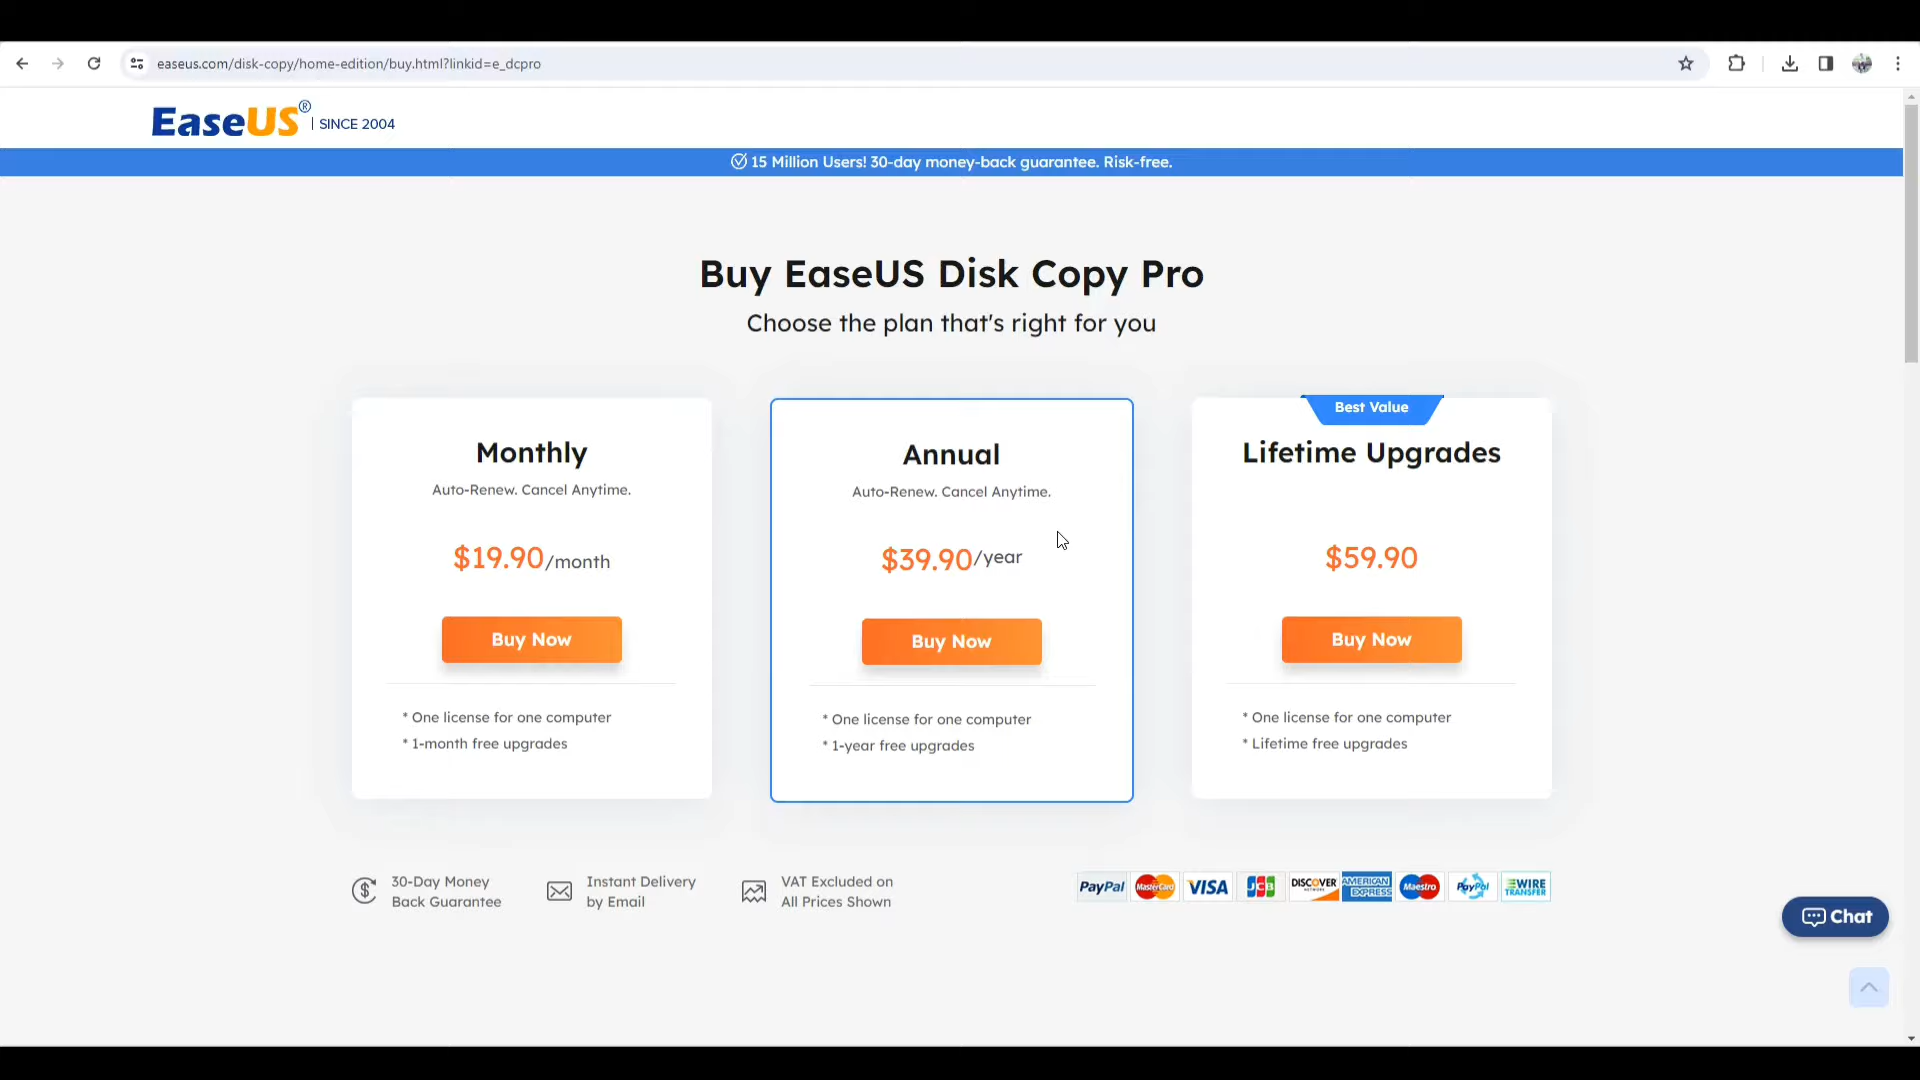 easeus.com/disk-copy/home-edition/buy.html?linkid=e_dcpro
EaseUS® | SINCE 2004
15 Million Users! 30-day money-back guarantee. Risk-free.
Buy EaseUS Disk Copy Pro
Choose the plan that's right for you
Monthly
Auto-Renew. Cancel Anytime.
$19.90/month
Buy Now
* One license for one computer
* 1-month free upgrades
Annual
Auto-Renew. Cancel Anytime.
$39.90/year
Buy Now
* One license for one computer
* 1-year free upgrades
Best Value
Lifetime Upgrades
$59.90
Buy Now
* One license for one computer
* Lifetime free upgrades
30-Day Money
Back Guarantee
Instant Delivery
by Email
VAT Excluded on
All Prices Shown
PayPal MasterCard VISA JCB DISCOVER NETWORK AMERICAN EXPRESS Maestro PayPal WIRE TRANSFER
Chat